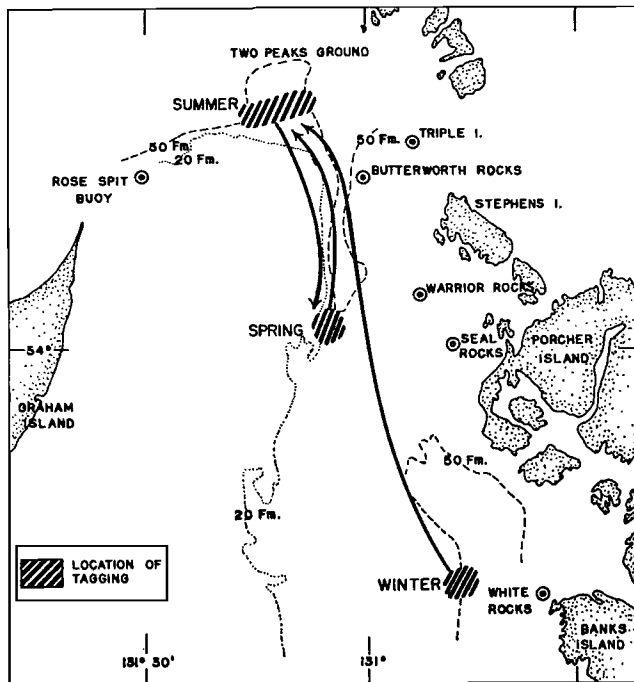 TWO PEAKS GROUND
SUMMER
50 Fm.
20 Fm.
50 Fm.
TRIPLE I.
ROSE SPIT
BUOY
BUTTERWORTH ROCKS
STEPHENS I.
WARRIOR ROCKS
SPRING
SEAL
ROCKS
PORCHER
ISLAND
54°
GRAHAM
ISLAND
50 Fm.
20 Fm.
LOCATION OF
TAGGING
WINTER
WHITE
ROCKS
BANKS
ISLAND
131° 30'
131°